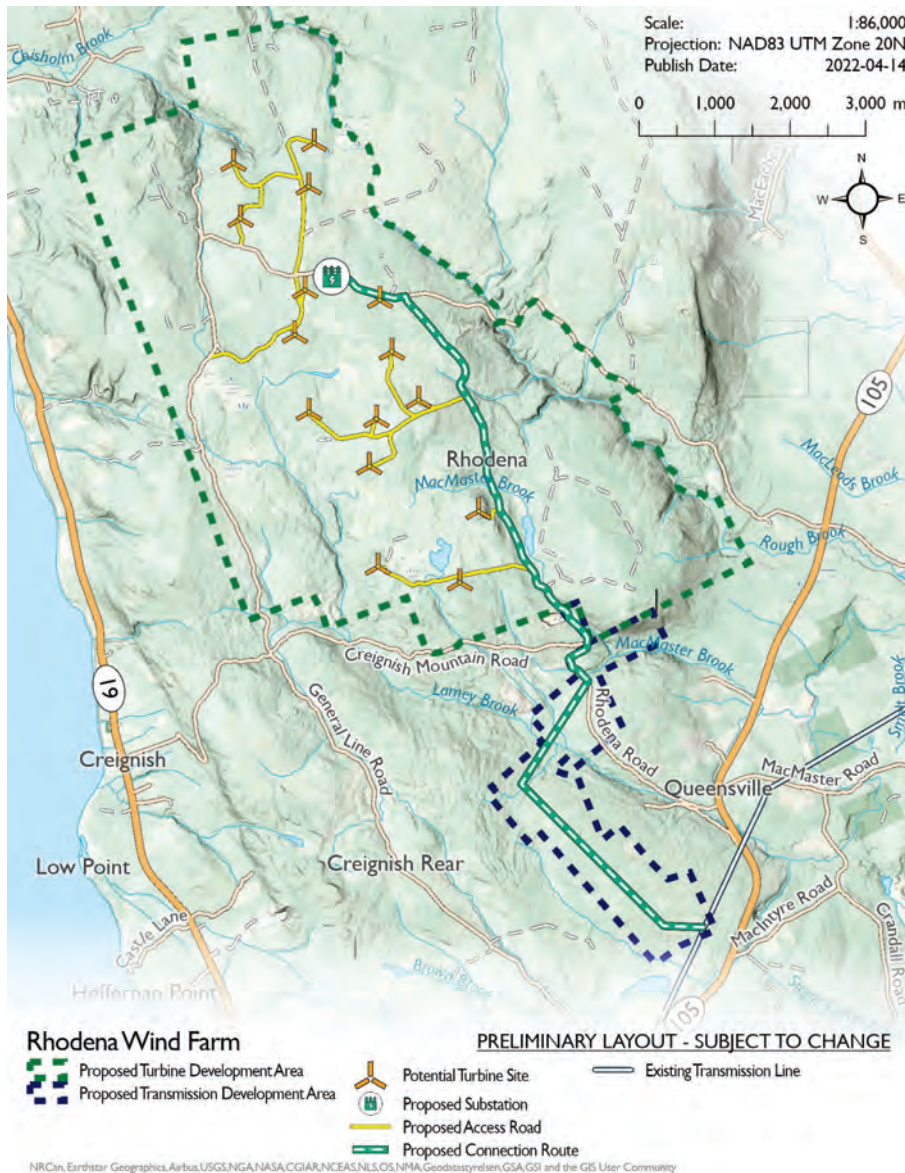 Scale: 1:86,000
Projection: NAD83 UTM Zone 20N
Publish Date: 2022-04-14
0 1,000 2,000 3,000 m
Chisholm Brook
N
W E
S
105
Rhodena
MacMaster Brook
MacLeods Brook
Rough Brook
Creignish Mountain Road
MacMaster Brook
Lamey Brook
Rhodena Road
General Line Road
19
Creignish
Queensville
MacMaster Road
Smelt Brook
Low Point
Creignish Rear
Castle Lane
MacIntyre Road
Crandall Road
Heffernan Point
Brown Brook
105
Rhodena Wind Farm
PRELIMINARY LAYOUT - SUBJECT TO CHANGE
Proposed Turbine Development Area
Proposed Transmission Development Area
Potential Turbine Site
Proposed Substation
Proposed Access Road
Proposed Connection Route
Existing Transmission Line
NRCan, Earthstar Geographics, Airbus,USGS,NGA,NASA,CGIAR,NCEAS,NLS,OS,NMA,Geodatastyrelsen,GSA,GSI and the GIS User Community